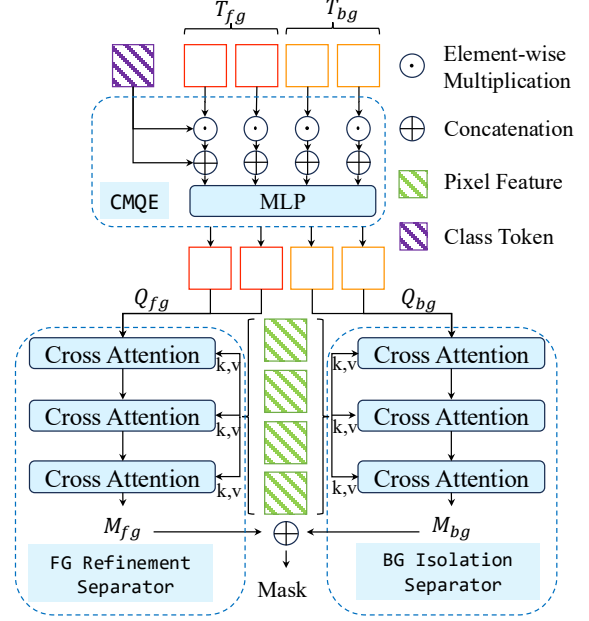 T_fg T_bg
Element-wise
Multiplication
Concatenation
Pixel Feature
CMQE
MLP
Class Token
Q_fg Q_bg
Cross Attention Cross Attention
k,v k,v
Cross Attention Cross Attention
k,v k,v
Cross Attention Cross Attention
k,v k,v
M_fg M_bg
FG Refinement
Separator
BG Isolation
Separator
Mask